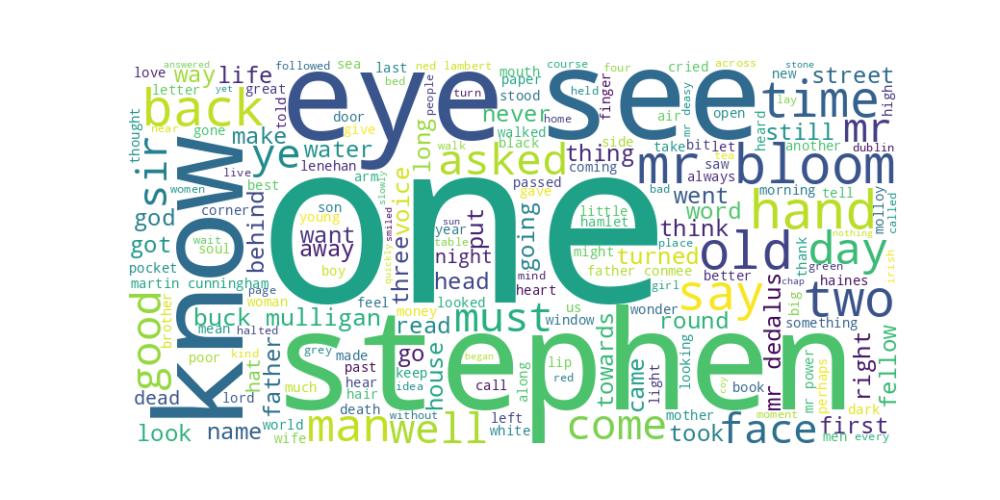 answered
followed
sea
last
ned lambert
mouth
course
four
cried
across
stone
love
way
life
letter
yet
great
told
back
eye
see
time
people
turn
paper
stood
held
finger
new
street
lay
high
thought
near
gone
make
door
give
never
home
walked
black
air
mr deasy
open
heard
still
mr
another
dublin
ye
water
lenehan
long
walk
asked
thing
side
coming
take
bit
let
saw
tea
always
mr bloom
sir
know
live
best
women
arm
slowly
voice
passed
gave
bad
went
morning
tell
molloy
called
god
corner
behind
son
young
want
away
one
sun
year
table
night
put
going
little
hamlet
word
think
hand
nothing
got
wait
soul
boy
smiled
quickly
three
head
mind
heart
might
turned
place
father conmee
old
better
thank
day
green
irish
pocket
martin cunningham
page
woman
feel
looked
money
girl
say
chap
haines
two
big
good
brother
buck mulligan
mean
halted
read
must
us
window
wonder
round
something
mr dedalus
poor
kind
hat
father
stephen
grey
made
past
hear
hair
death
much
go
keep
idea
house
began
call
along
lip
red
towards
came
light
looking
coy
book
mr power
perhaps
right
fellow
dead
lord
look
name
world
wife
man
without
well
left
white
come
mother
took
face
moment
first
dark
men
every